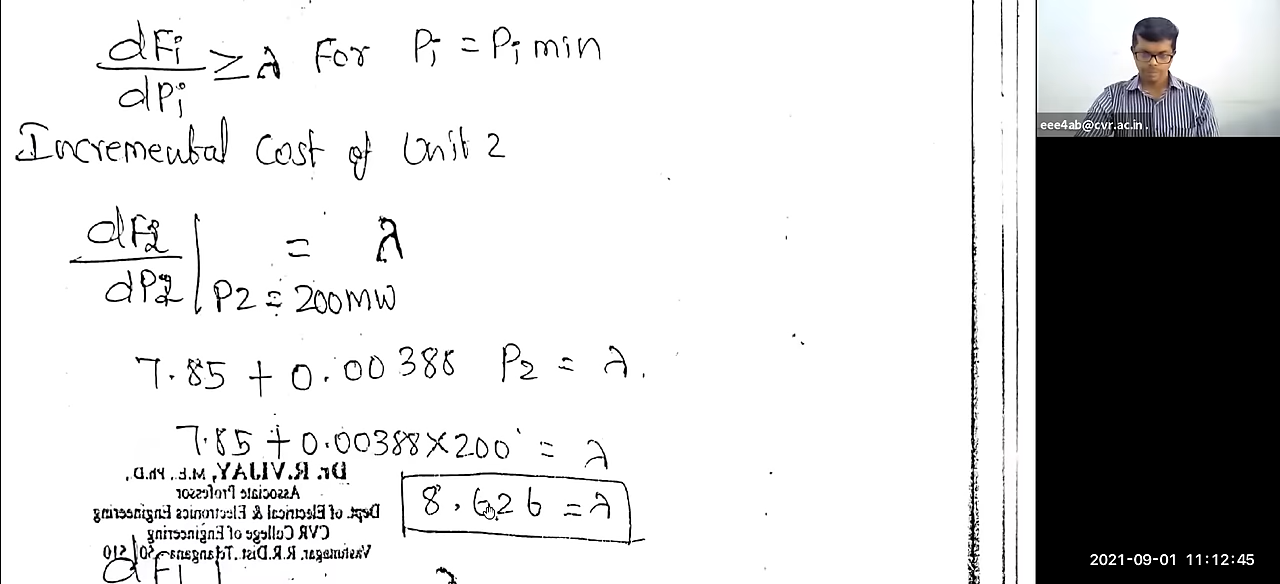 dFi/dPi ≥ λ For Pi = Pi min
Incremental Cost of Unit 2
dF2/dP2 | P2 = 200MW = λ
7.85 + 0.00388 P2 = λ.
7.85 + 0.00388 × 200 = λ
8.626 = λ
Dr. R.VIJAY, M.E. PH.D.,
Associate Professor
Dept of Electrical & Electronics Engineering
CVR College of Engineering
R.R.Dist.
dFi
λ
eee4ab@cvr.ac.in .
2021-09-01 11:12:45